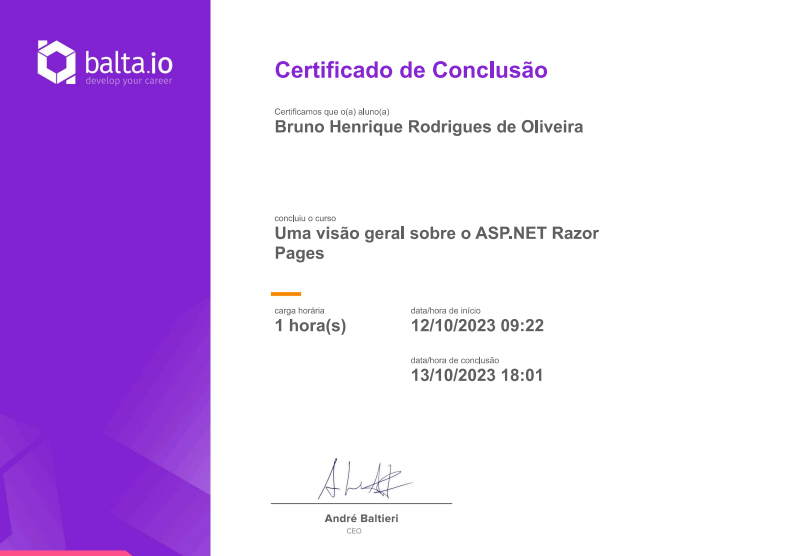 balta.io
develop your career
Certificado de Conclusão
Certificamos que o(a) aluno(a)
Bruno Henrique Rodrigues de Oliveira
concluiu o curso
Uma visão geral sobre o ASP.NET Razor
Pages
carga horária
1 hora(s)
data/hora de início
12/10/2023 09:22
data/hora de conclusão
13/10/2023 18:01
André Baltieri
CEO